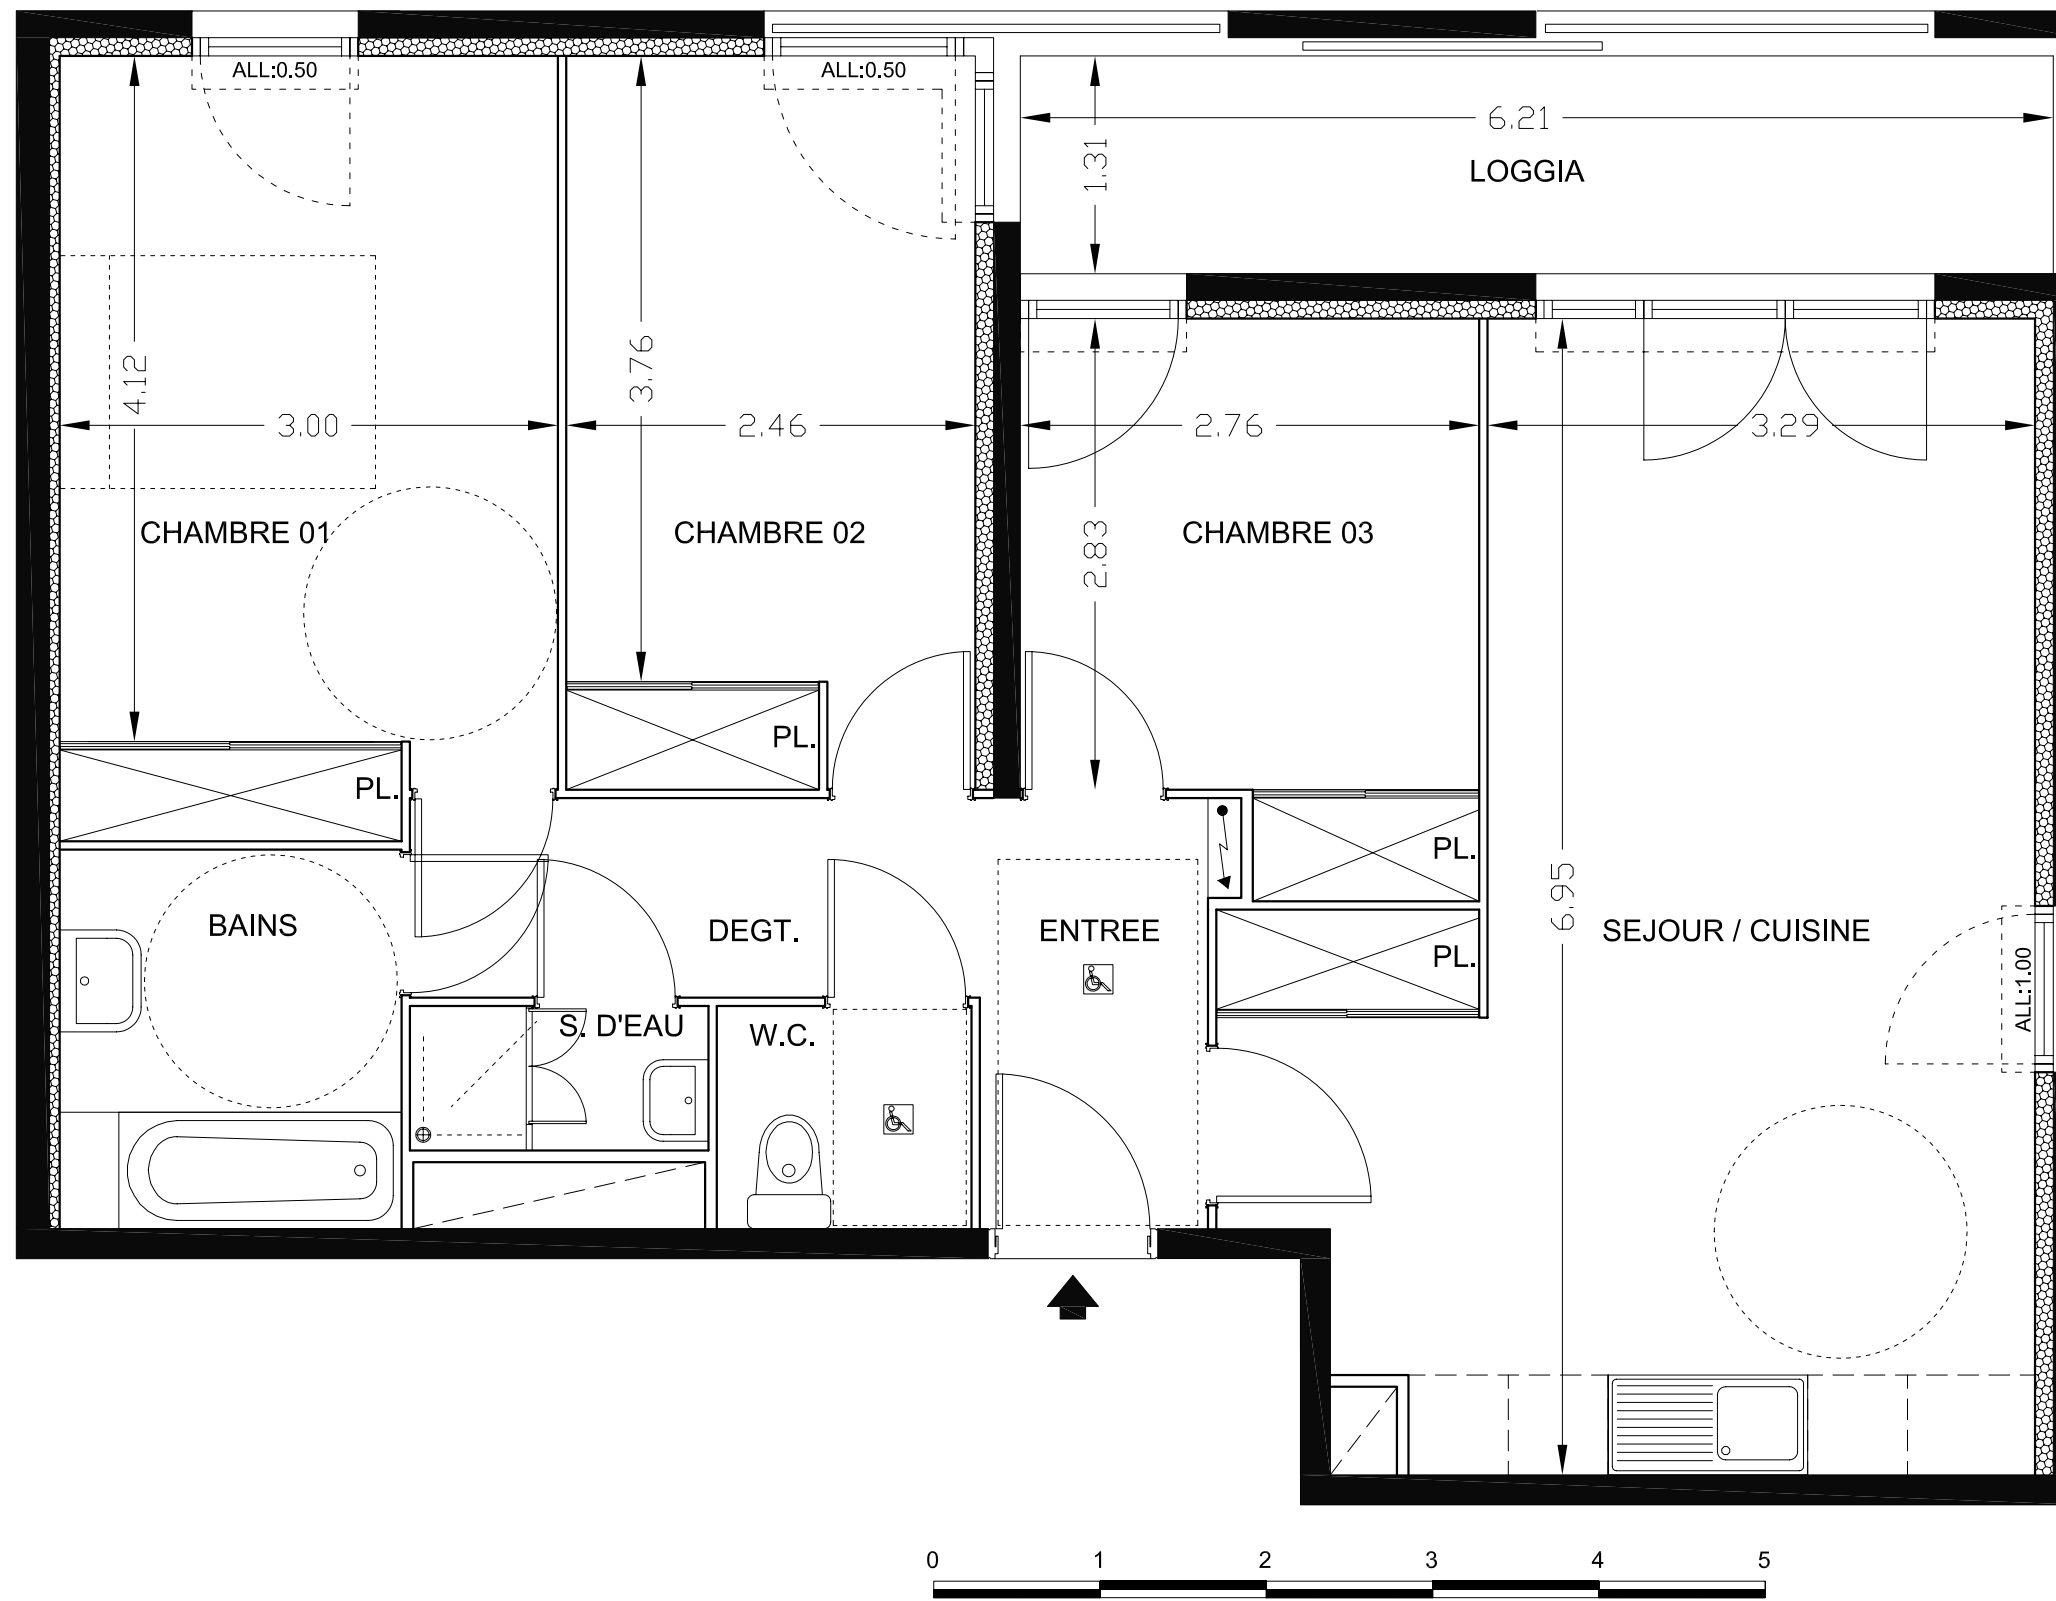 ALL:0.50
ALL:0.50
6.21
1.31
LOGGIA
4.12
3.76
3.00
2.46
2.76
3.29
CHAMBRE 01
CHAMBRE 02
2.83
CHAMBRE 03
PL.
PL.
PL.
6.95
BAINS
DEGT.
ENTREE
SEJOUR / CUISINE
PL.
ALL:1.00
S. D'EAU
W.C.
0 1 2 3 4 5